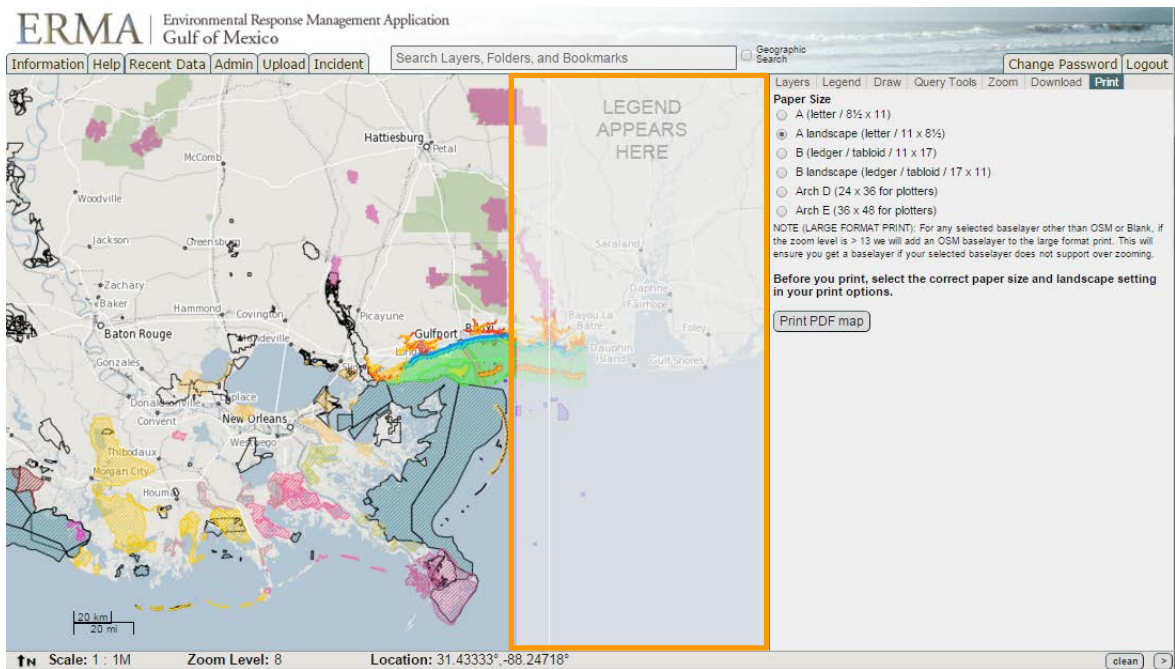 ERMA
Environmental Response Management Application
Gulf of Mexico
Information Help Recent Data Admin Upload Incident
Search Layers, Folders, and Bookmarks
Geographic
Search
Change Password Logout
Layers Legend Draw Query Tools Zoom Download Print
Paper Size
A (letter / 8½ x 11)
A landscape (letter / 11 x 8½)
B (ledger / tabloid / 11 x 17)
B landscape (ledger / tabloid / 17 x 11)
Arch D (24 x 36 for plotters)
Arch E (36 x 48 for plotters)
NOTE (LARGE FORMAT PRINT): For any selected baselayer other than OSM or Blank, if
the zoom level is > 13 we will add an OSM baselayer to the large format print. This will
ensure you get a baselayer if your selected baselayer does not support over zooming.
Before you print, select the correct paper size and landscape setting
in your print options.
Print PDF map
LEGEND
APPEARS
HERE
Hattiesburg
Petal
McComb
Woodville
Jackson
Greensburg
Zachary
Baker
Hammond
Covington
Picayune
Baton Rouge
Gulfport
Gonzales
New Orleans
Convent
Thibodaux
Morgan City
Houma
Saraland
Daphne
Fairhope
Bayou La
Batre
Foley
Dauphin
Island
Gulf Shores
20 km
20 mi
N Scale: 1 : 1M Zoom Level: 8 Location: 31.43333°,-88.24718°
clean >